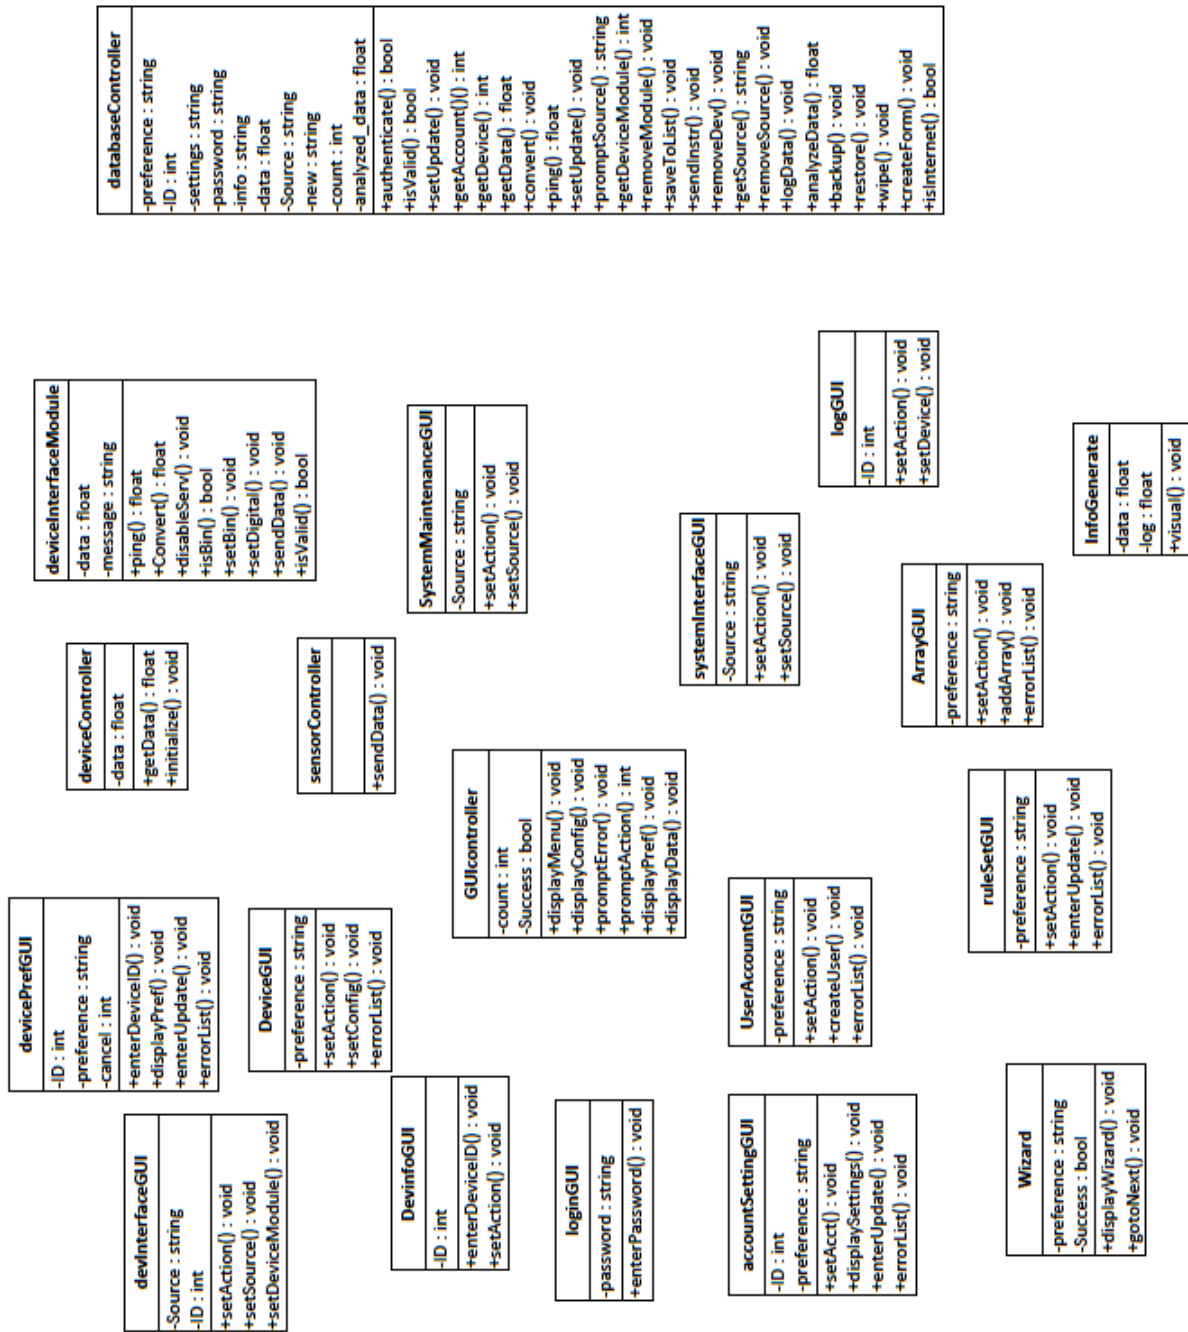 devInterfaceGUI
-Source : string
-ID : int
+setAction() : void
+setSource() : void
+setDeviceModule() : void
devicePrefGUI
-ID : int
-preference : string
-cancel : int
+enterDeviceID() : void
+displayPref() : void
+enterUpdate() : void
+errorList() : void
deviceController
-data : float
+getData() : float
+initialize() : void
deviceInterfaceModule
-data : float
-message : string
+ping() : float
+Convert() : float
+disableServ() : void
+isBin() : bool
+setBin() : void
+setDigital() : void
+sendData() : void
+isValid() : bool
databaseController
-preference : string
-ID : int
-settings : string
-password : string
-info : string
-data : float
-Source : string
-new : string
-count : int
-analyzed_data : float
+authenticate() : bool
+isValid() : bool
+setUpdate() : void
+getAccount()() : int
+getDevice() : int
+getData() : float
+convert() : void
+ping() : float
+setUpdate() : void
+promptSource() : string
+getDeviceModule() : int
+removeModule() : void
+saveToList() : void
+sendInstr() : void
+removeDev() : void
+getSource() : string
+removeSource() : void
+logData() : void
+analyzeData() : float
+backup() : void
+restore() : void
+wipe() : void
+createForm() : void
+isInternet() : bool
DeviceGUI
-preference : string
+setAction() : void
+setConfig() : void
+errorList() : void
sensorController
+sendData() : void
DevinfoGUI
-ID : int
+enterDeviceID() : void
+setAction() : void
SystemMaintenanceGUI
-Source : string
+setAction() : void
+setSource() : void
GUIcontroller
-count : int
-Success : bool
+displayMenu() : void
+displayConfig() : void
+promptError() : void
+promptAction() : int
+displayPref() : void
+displayData() : void
loginGUI
-password : string
+enterPassword() : void
systemInterfaceGUI
-Source : string
+setAction() : void
+setSource() : void
accountSettingGUI
-ID : int
-preference : string
+setAcct() : void
+displaySettings() : void
+enterUpdate() : void
+errorList() : void
UserAccountGUI
-preference : string
+setAction() : void
+createUser() : void
+errorList() : void
logGUI
-ID : int
+setAction() : void
+setDevice() : void
ArrayGUI
-preference : string
+setAction() : void
+addArray() : void
+errorList() : void
ruleSetGUI
-preference : string
+setAction() : void
+enterUpdate() : void
+errorList() : void
Wizard
-preference : string
-Success : bool
+displayWizard() : void
+gotoNext() : void
InfoGenerate
-data : float
-log : float
+visual() : void